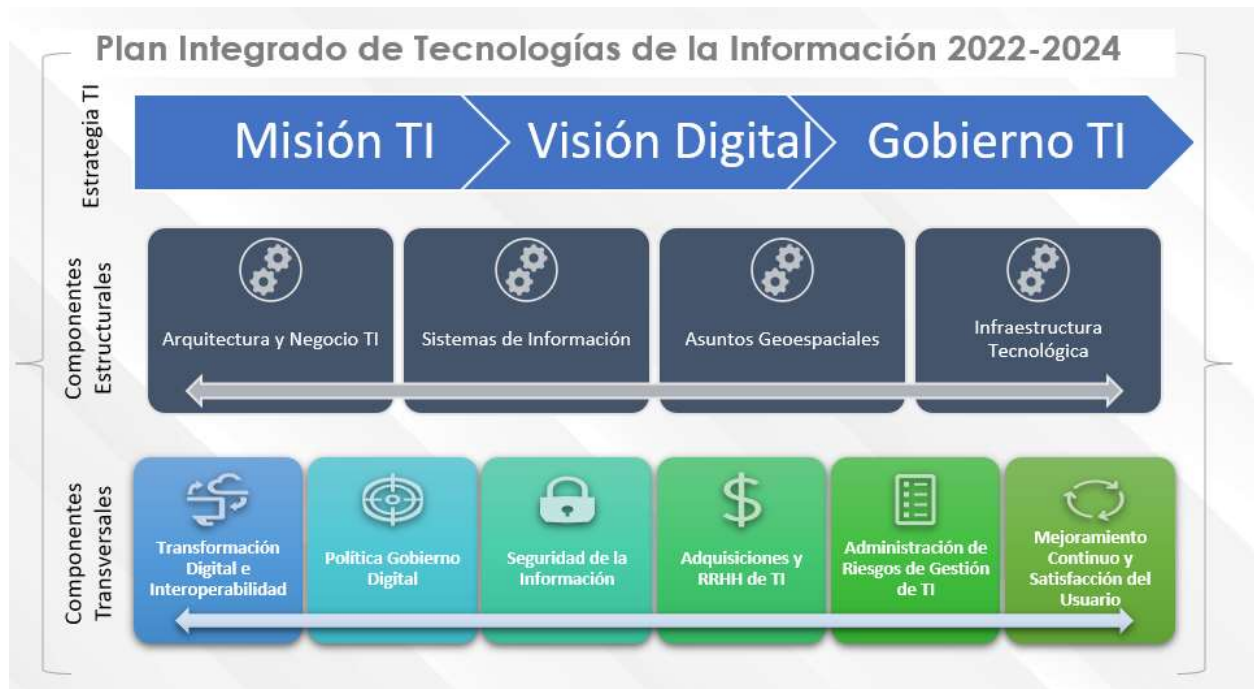 Plan Integrado de Tecnologías de la Información 2022-2024
Estrategia TI
Misión TI
Visión Digital
Gobierno TI
Componentes
Estructurales
Arquitectura y Negocio TI
Sistemas de Información
Asuntos Geoespaciales
Infraestructura
Tecnológica
Componentes
Transversales
Transformación
Digital e
Interoperabilidad
Política Gobierno
Digital
Seguridad de la
Información
Adquisiciones y
RRHH de TI
Administración de
Riesgos de Gestión
de TI
Mejoramiento
Continuo y
Satisfacción del
Usuario